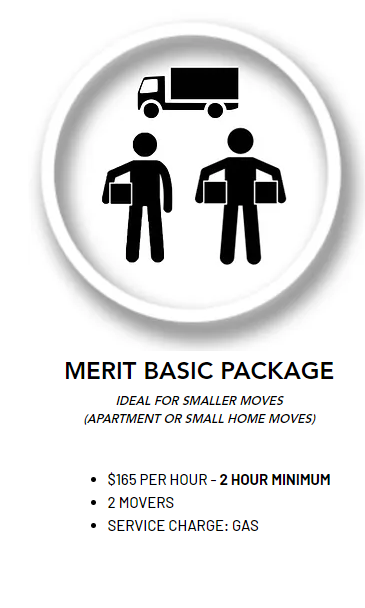 MERIT BASIC PACKAGE
IDEAL FOR SMALLER MOVES
(APARTMENT OR SMALL HOME MOVES)
• $165 PER HOUR - 2 HOUR MINIMUM
• 2 MOVERS
• SERVICE CHARGE: GAS